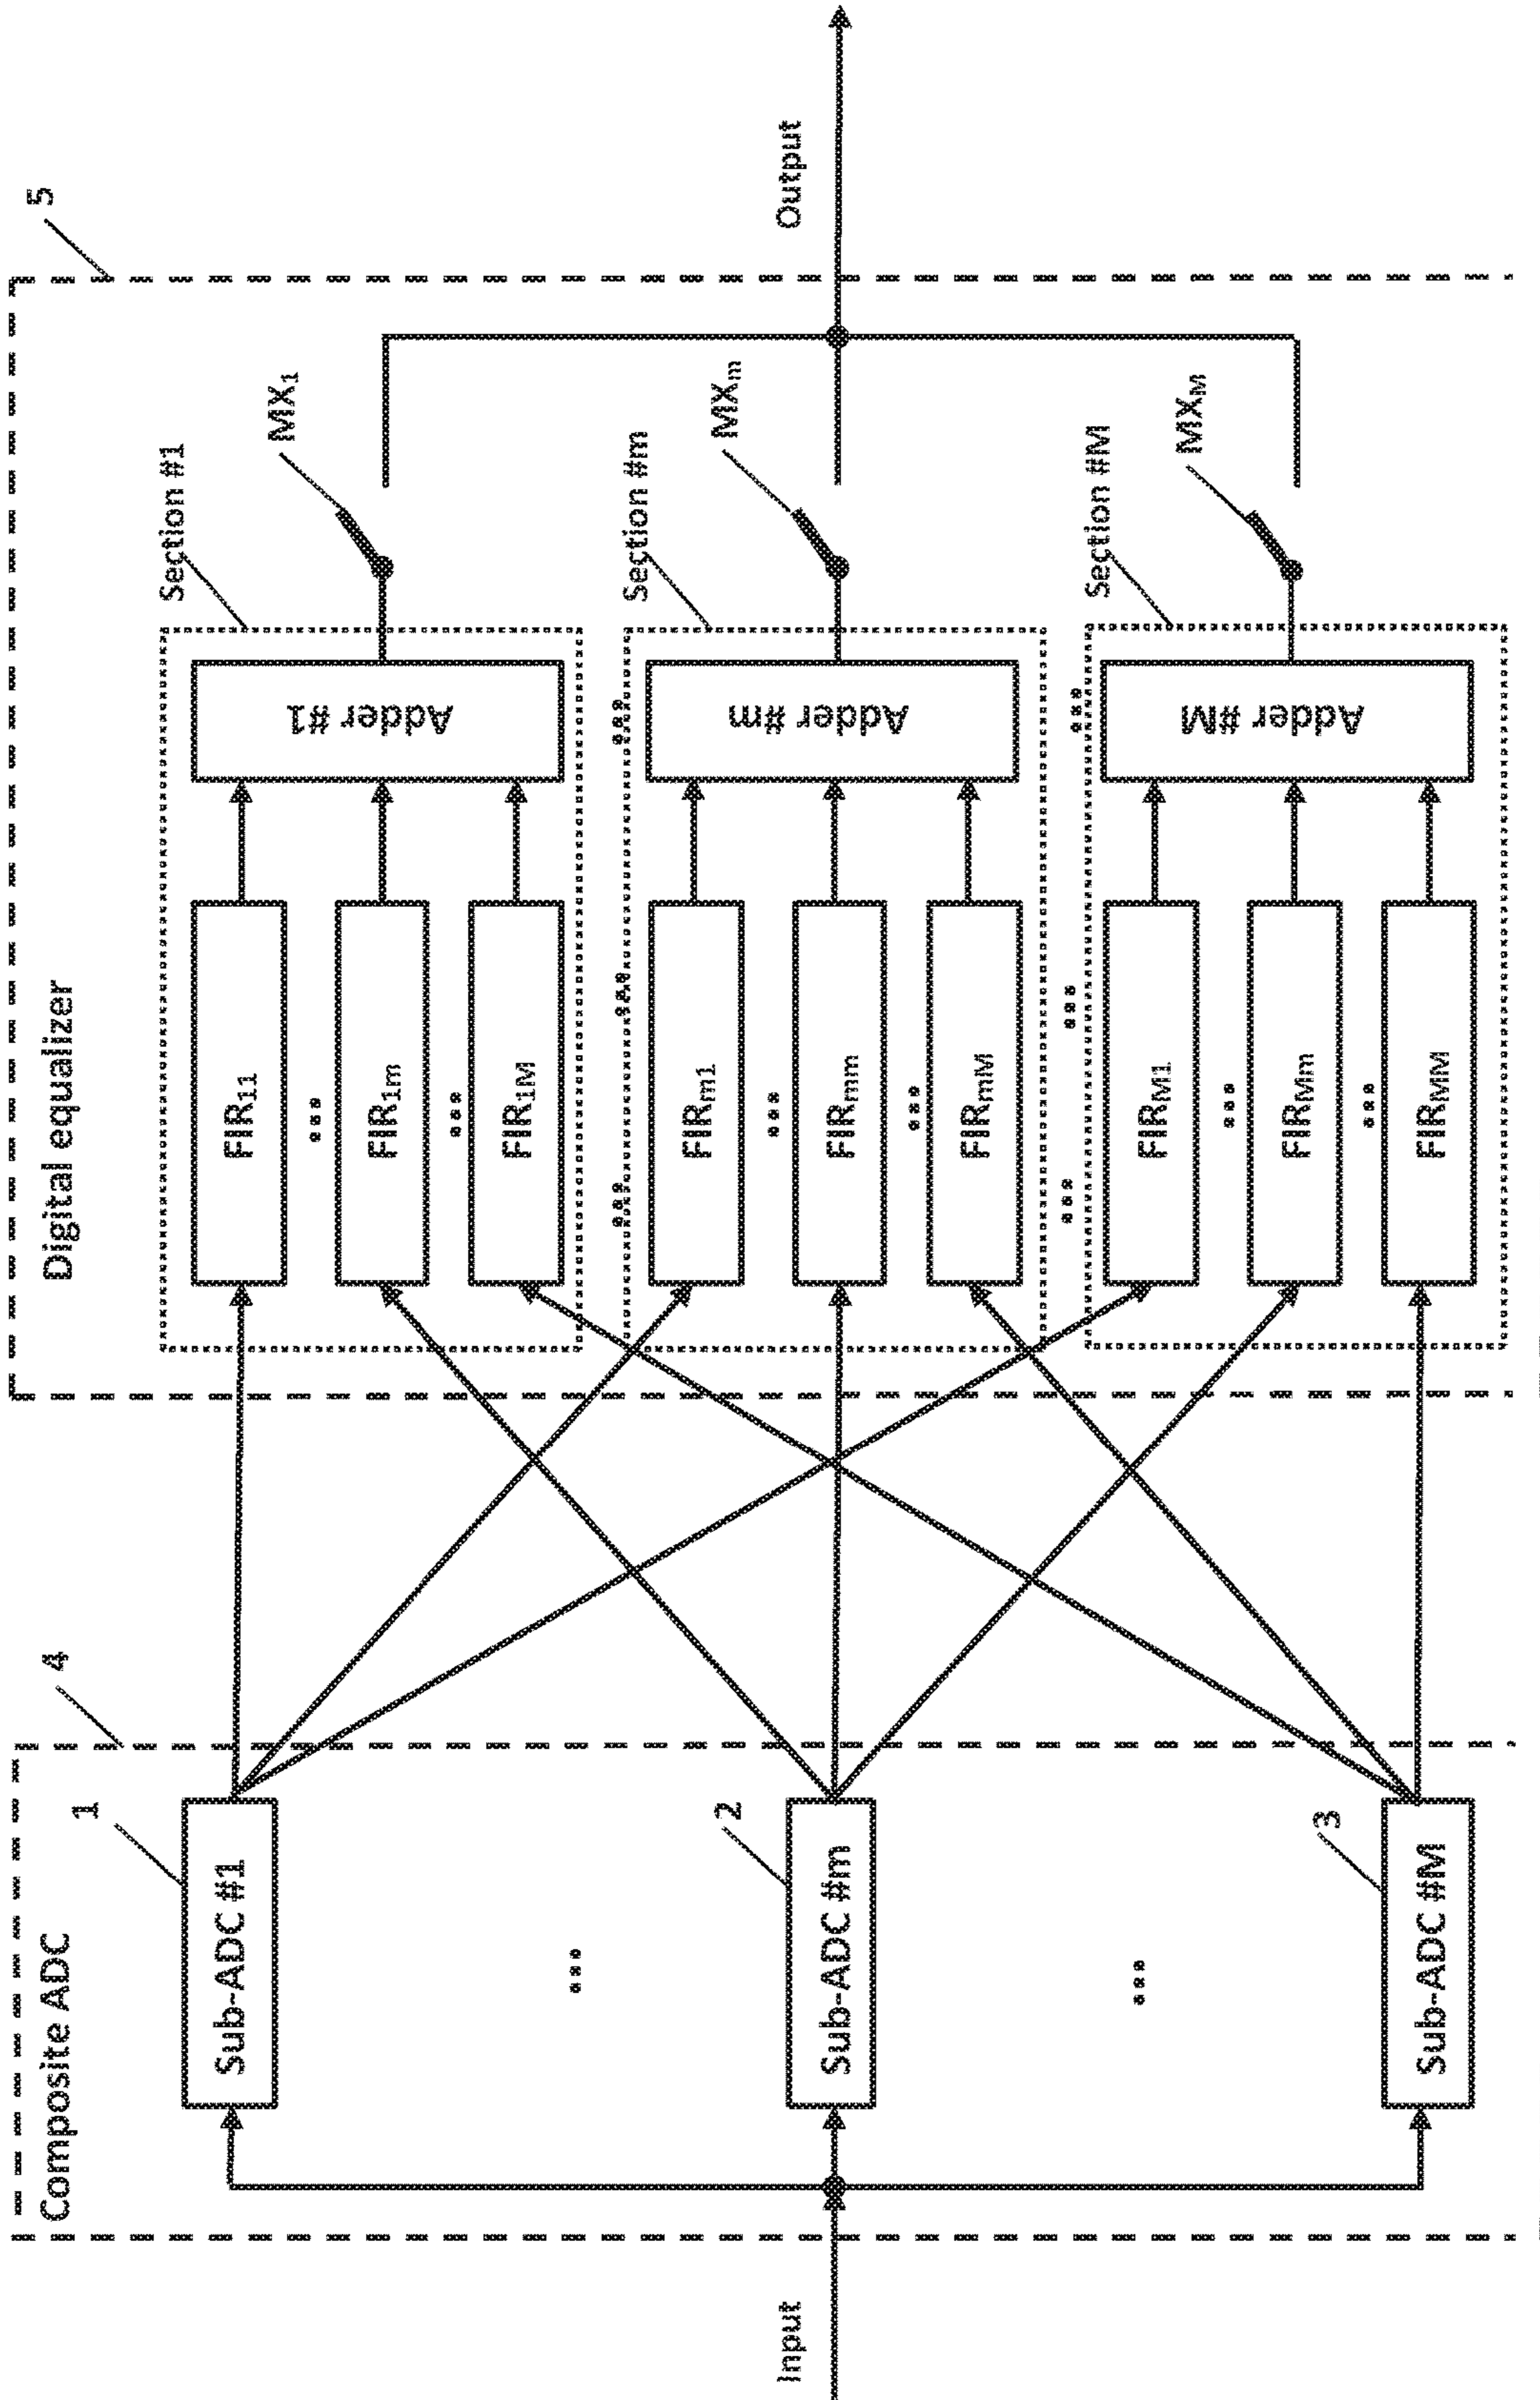 Composite ADC
Digital equalizer
4
5
Input
Output
1
Sub-ADC #1
•••
2
Sub-ADC #m
•••
3
Sub-ADC #M
Section #1
FIR11
•••
FIR1m
•••
FIR1M
Adder #1
MX1
••• ••• •••
Section #m
FIRm1
•••
FIRmm
•••
FIRmM
Adder #m
MXm
••• ••• •••
Section #M
FIRM1
•••
FIRMm
•••
FIRMM
Adder #M
MXM